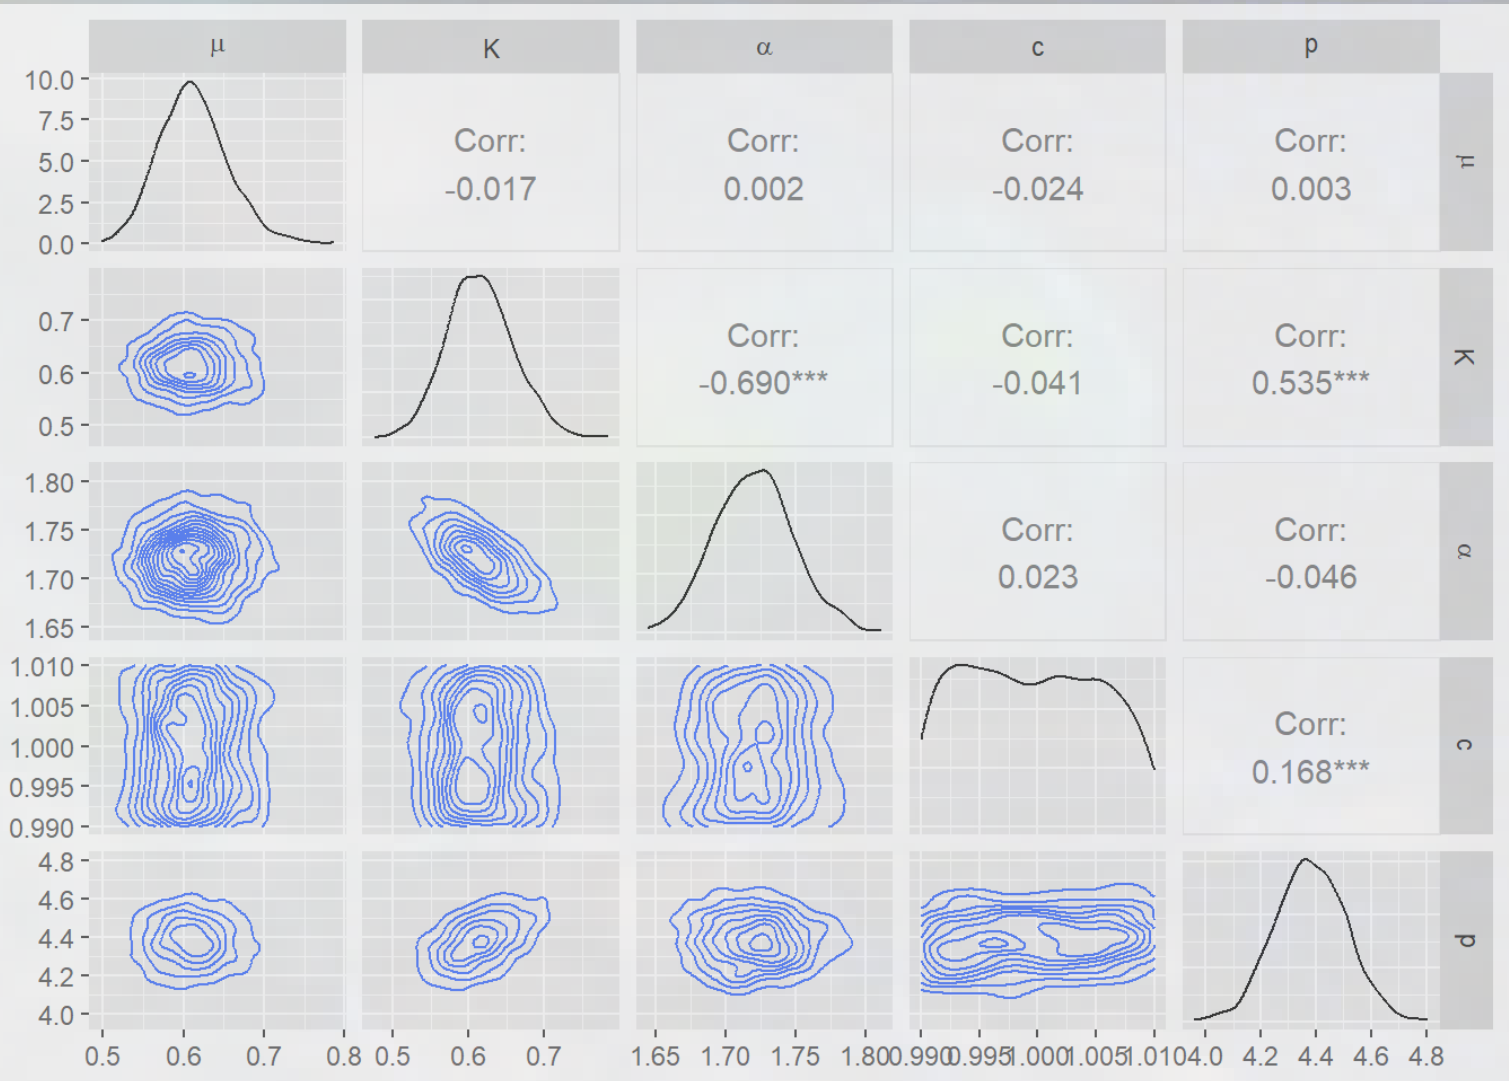 μ K α c p
10.0
7.5
5.0
2.5
0.0
Corr:
-0.017
Corr:
0.002
Corr:
-0.024
Corr:
0.003
μ
0.7
0.6
0.5
Corr:
-0.690***
Corr:
-0.041
Corr:
0.535***
K
1.80
1.75
1.70
1.65
Corr:
0.023
Corr:
-0.046
α
1.010
1.005
1.000
0.995
0.990
Corr:
0.168***
c
4.8
4.6
4.4
4.2
4.0
p
0.5 0.6 0.7 0.8 0.5 0.6 0.7 1.65 1.70 1.75 1.80 0.990 0.995 1.000 1.005 1.010 4.0 4.2 4.4 4.6 4.8